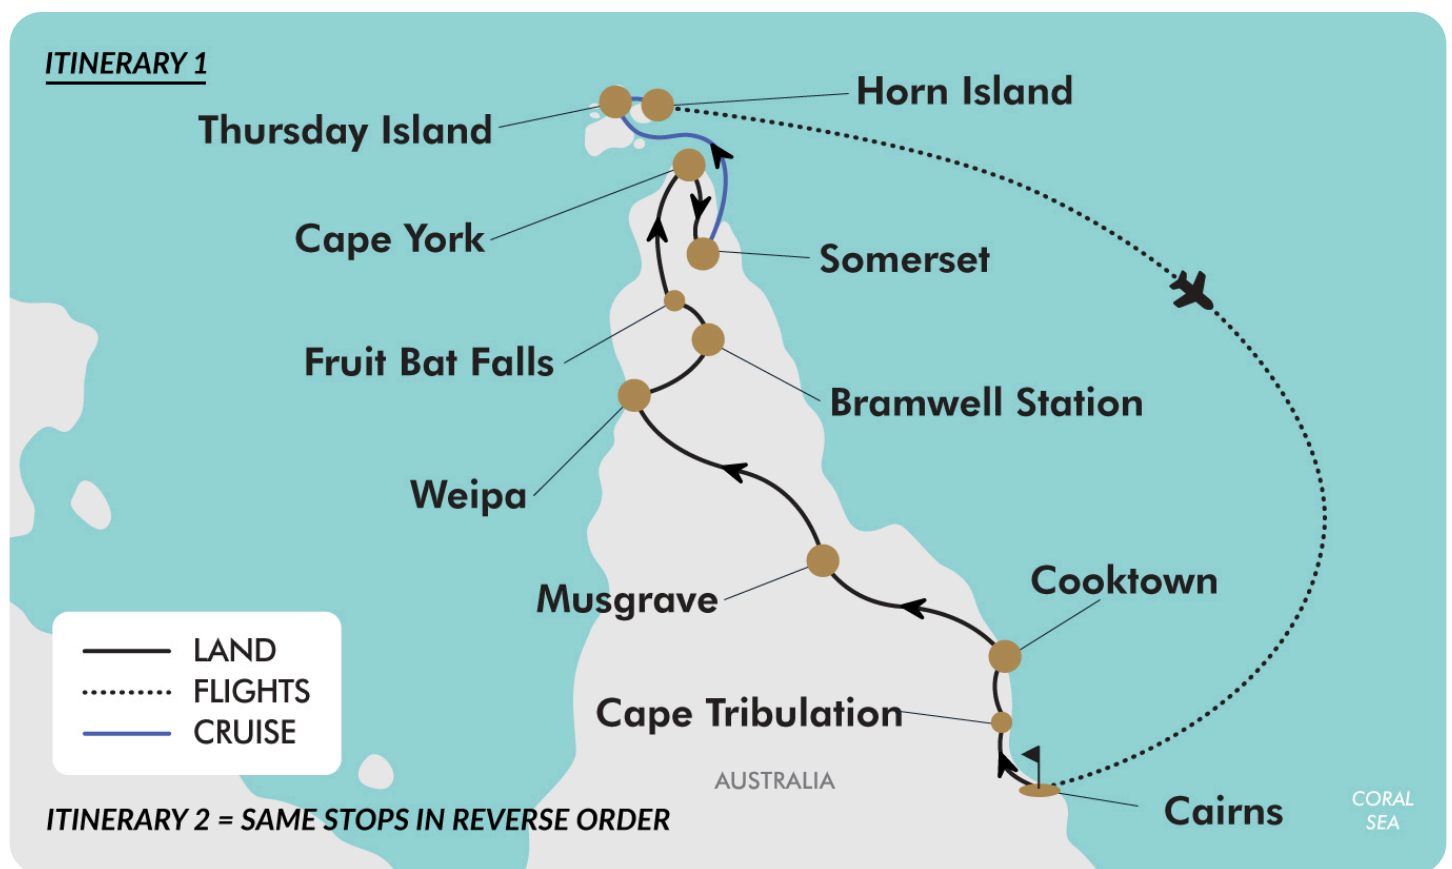 ITINERARY 1
Horn Island
Thursday Island
Cape York
Somerset
Fruit Bat Falls
Bramwell Station
Weipa
Musgrave
Cooktown
Cape Tribulation
Cairns
AUSTRALIA
CORAL
SEA
LAND
FLIGHTS
CRUISE
ITINERARY 2 = SAME STOPS IN REVERSE ORDER